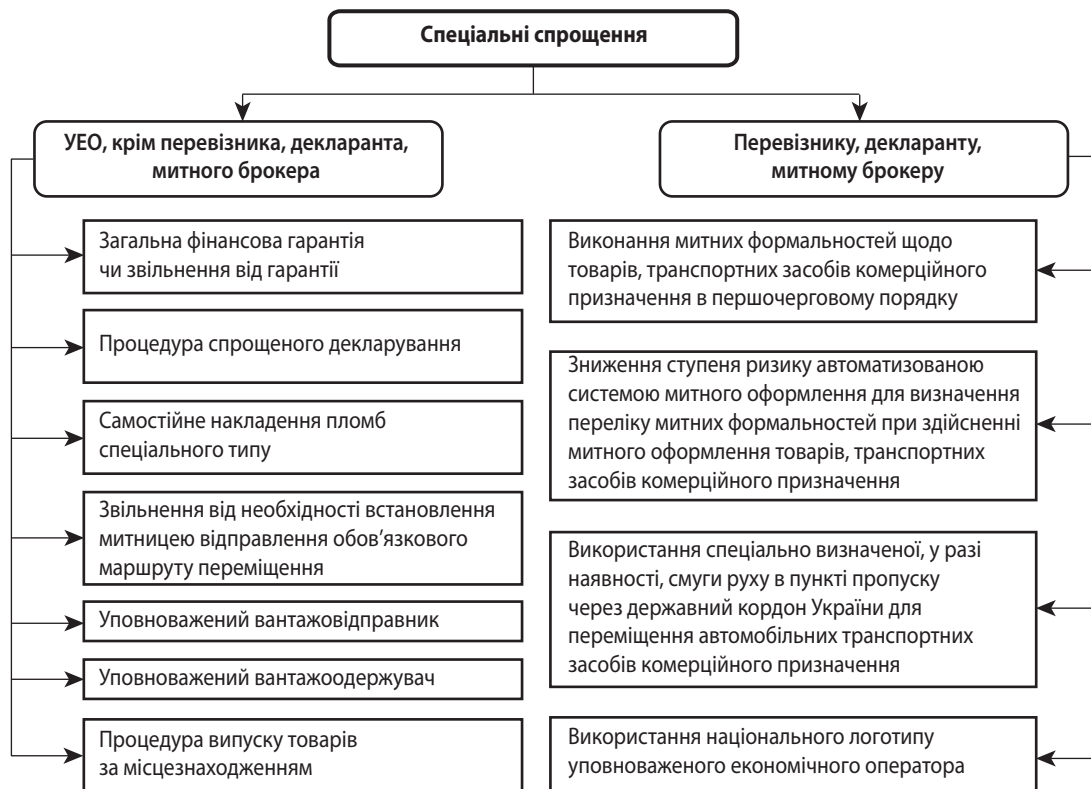 Спеціальні спрощення
УЕО, крім перевізника, декларанта,
митного брокера
Загальна фінансова гарантія
чи звільнення від гарантії
Процедура спрощеного декларування
Самостійне накладення пломб
спеціального типу
Звільнення від необхідності встановлення
митницею відправлення обов’язкового
маршруту переміщення
Уповноважений вантажовідправник
Уповноважений вантажоодержувач
Процедура випуску товарів
за місцезнаходженням
Перевізнику, декларанту,
митному брокеру
Виконання митних формальностей щодо
товарів, транспортних засобів комерційного
призначення в першочерговому порядку
Зниження ступеня ризику автоматизованою
системою митного оформлення для визначення
переліку митних формальностей при здійсненні
митного оформлення товарів, транспортних
засобів комерційного призначення
Використання спеціально визначеної, у разі
наявності, смуги руху в пункті пропуску
через державний кордон України для
переміщення автомобільних транспортних
засобів комерційного призначення
Використання національного логотипу
уповноваженого економічного оператора